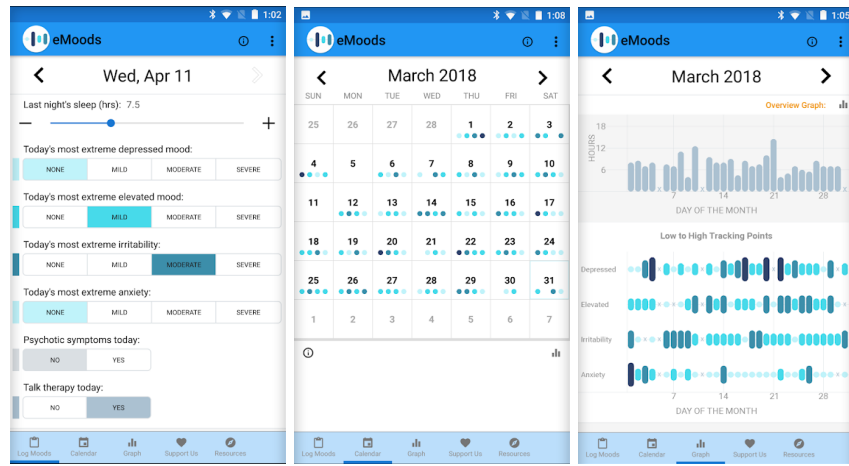 1:02
eMoods
Wed, Apr 11
Last night's sleep (hrs): 7.5
Today's most extreme depressed mood:
NONE MILD MODERATE SEVERE
Today's most extreme elevated mood:
NONE MILD MODERATE SEVERE
Today's most extreme irritability:
NONE MILD MODERATE SEVERE
Today's most extreme anxiety:
NONE MILD MODERATE SEVERE
Psychotic symptoms today:
NO YES
Talk therapy today:
NO YES
Log Moods Calendar Graph Support Us Resources
1:08
eMoods
March 2018
SUN MON TUE WED THU FRI SAT
25 26 27 28 1 2 3
4 5 6 7 8 9 10
11 12 13 14 15 16 17
18 19 20 21 22 23 24
25 26 27 28 29 30 31
1 2 3 4 5 6 7
Log Moods Calendar Graph Support Us Resources
1:05
eMoods
March 2018
Overview Graph:
HOURS
18
12
6
x x x
7 14 21 28
DAY OF THE MONTH
Low to High Tracking Points
Depressed
Elevated
Irritability
Anxiety
7 14 21 28
DAY OF THE MONTH
Log Moods Calendar Graph Support Us Resources